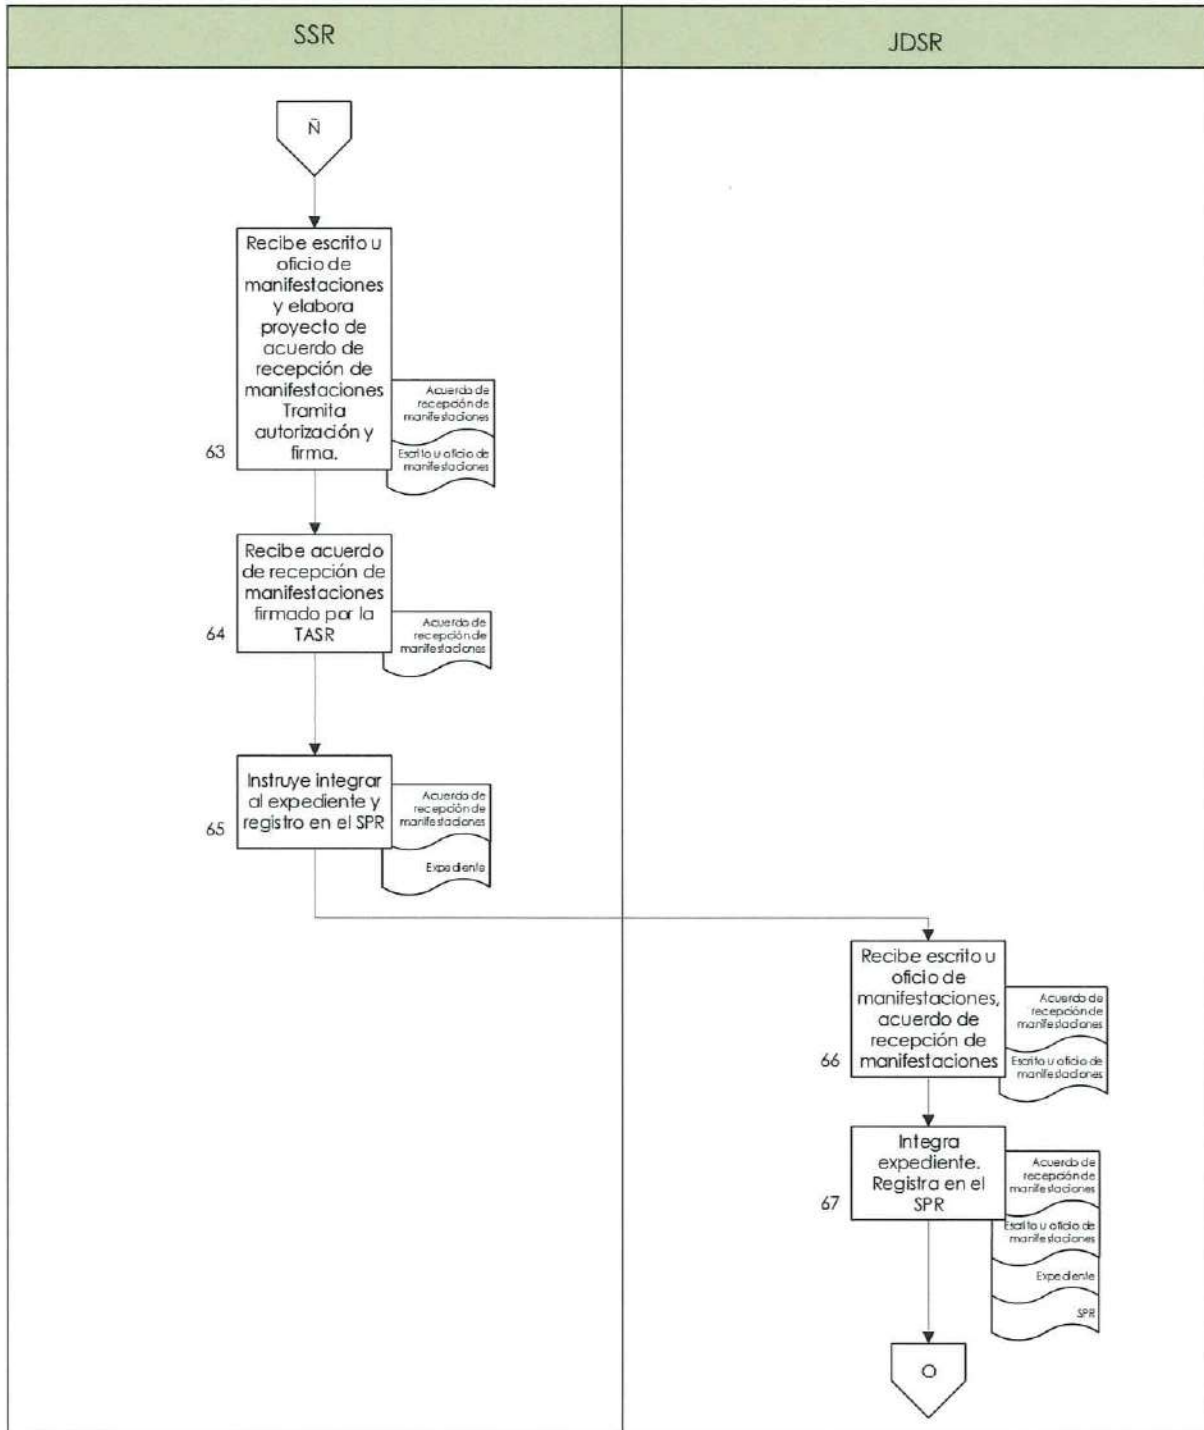 SSR
JDSR
Ñ
Recibe escrito u
oficio de
manifestaciones
y elabora
proyecto de
acuerdo de
recepción de
manifestaciones
Tramita
autorización y
firma.
63
Acuerdo de
recepción de
manifestaciones
Escrito u oficio de
manifestaciones
Recibe acuerdo
de recepción de
manifestaciones
firmado por la
TASR
64
Acuerdo de
recepción de
manifestaciones
Instruye integrar
al expediente y
registro en el SPR
65
Acuerdo de
recepción de
manifestaciones
Expediente
Recibe escrito u
oficio de
manifestaciones,
acuerdo de
recepción de
manifestaciones
66
Acuerdo de
recepción de
manifestaciones
Escrito u oficio de
manifestaciones
Integra
expediente.
Registra en el
SPR
67
Acuerdo de
recepción de
manifestaciones
Escrito u oficio de
manifestaciones
Expediente
SPR
O